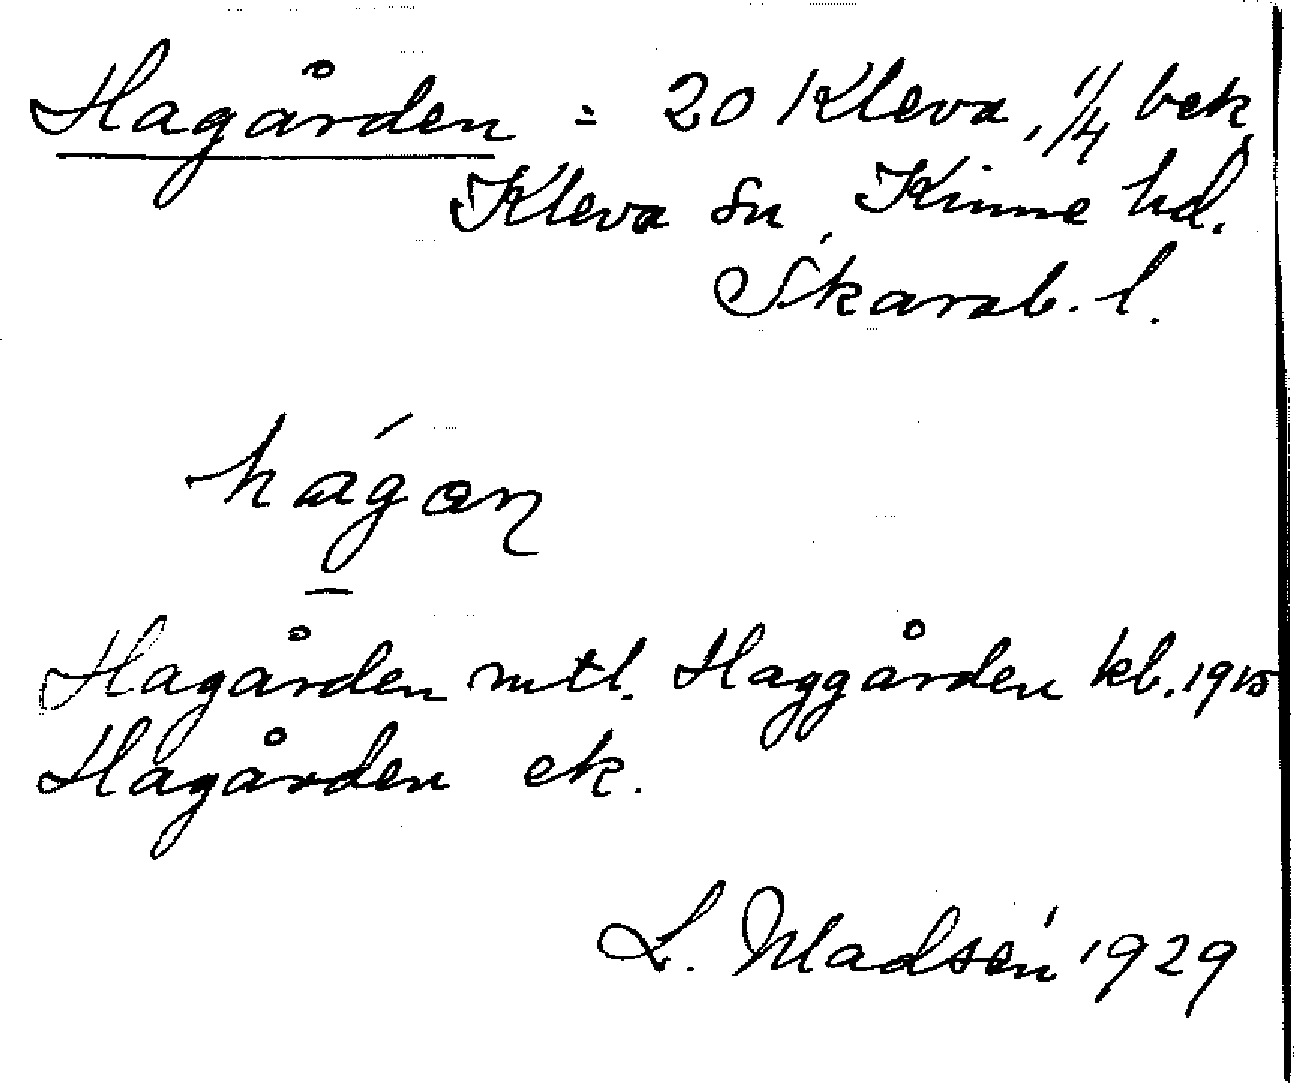 Hagården = 20 Kleva, 1/4 bek
Kleva sn, Kinne hd.
Skarab. l.
hágan
Hagården mtl. Haggården kb. 1915
Hagården ek.
L. Madsén 1929